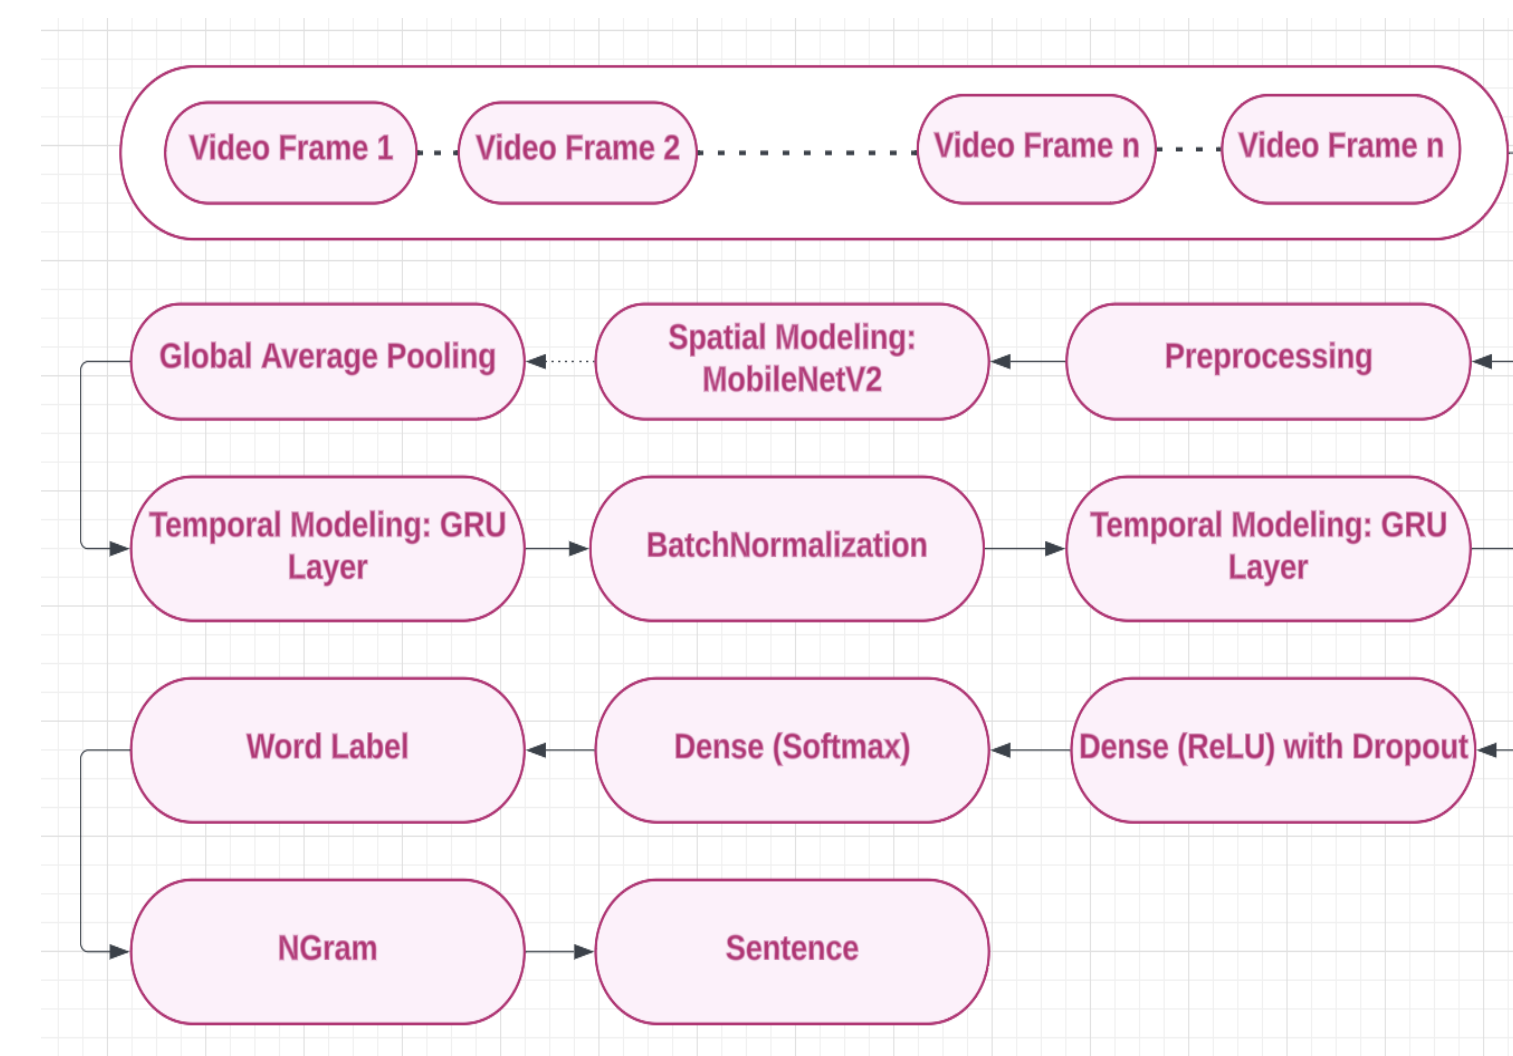 Video Frame 1
Video Frame 2
Video Frame n
Video Frame n
Global Average Pooling
Spatial Modeling:
MobileNetV2
Preprocessing
Temporal Modeling: GRU
Layer
BatchNormalization
Temporal Modeling: GRU
Layer
Word Label
Dense (Softmax)
Dense (ReLU) with Dropout
NGram
Sentence